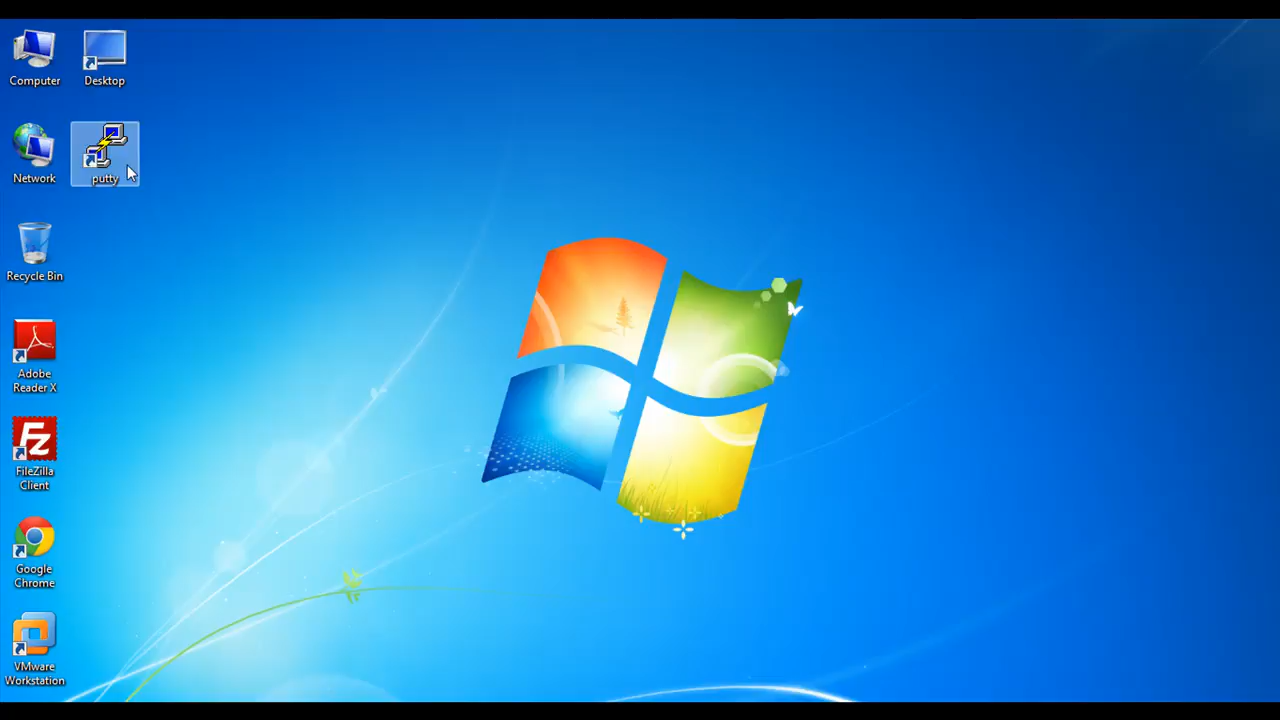 Computer
Desktop
Network
putty
Recycle Bin
Adobe
Reader X
FileZilla
Client
Google
Chrome
VMware
Workstation